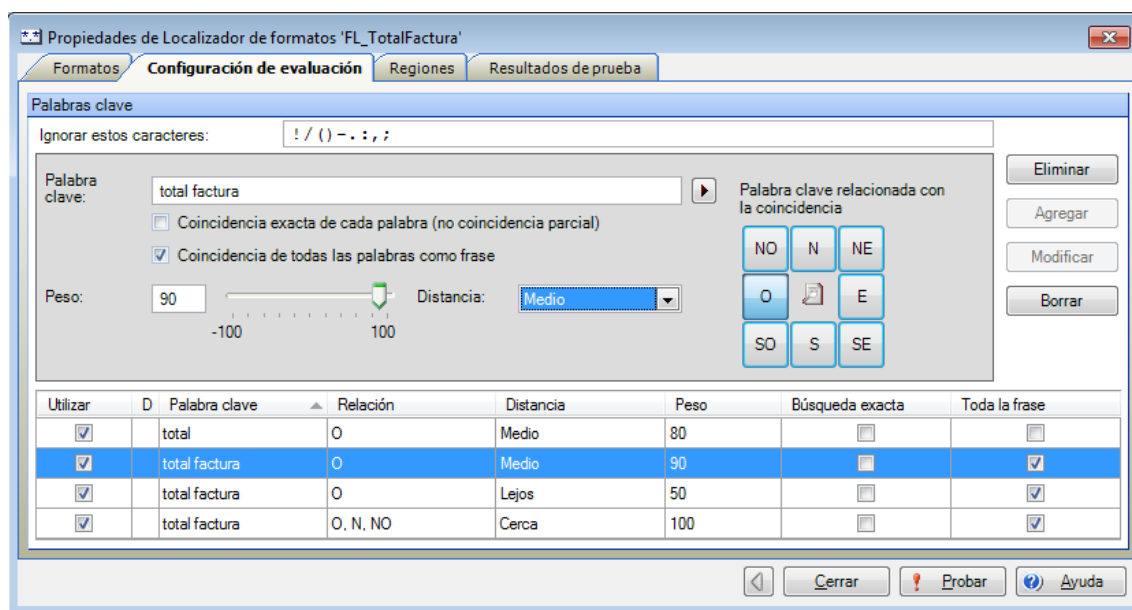 Propiedades de Localizador de formatos 'FL_TotalFactura'
Formatos Configuración de evaluación Regiones Resultados de prueba
Palabras clave
Ignorar estos caracteres: !/()-.:,;
Palabra clave: total factura
Coincidencia exacta de cada palabra (no coincidencia parcial)
Coincidencia de todas las palabras como frase
Peso: 90 -100 100 Distancia: Medio
Palabra clave relacionada con
la coincidencia
NO N NE
O E
SO S SE
Eliminar
Agregar
Modificar
Borrar
Utilizar D Palabra clave Relación Distancia Peso Búsqueda exacta Toda la frase
total O Medio 80
total factura O Medio 90
total factura O Lejos 50
total factura O, N, NO Cerca 100
Cerrar Probar Ayuda